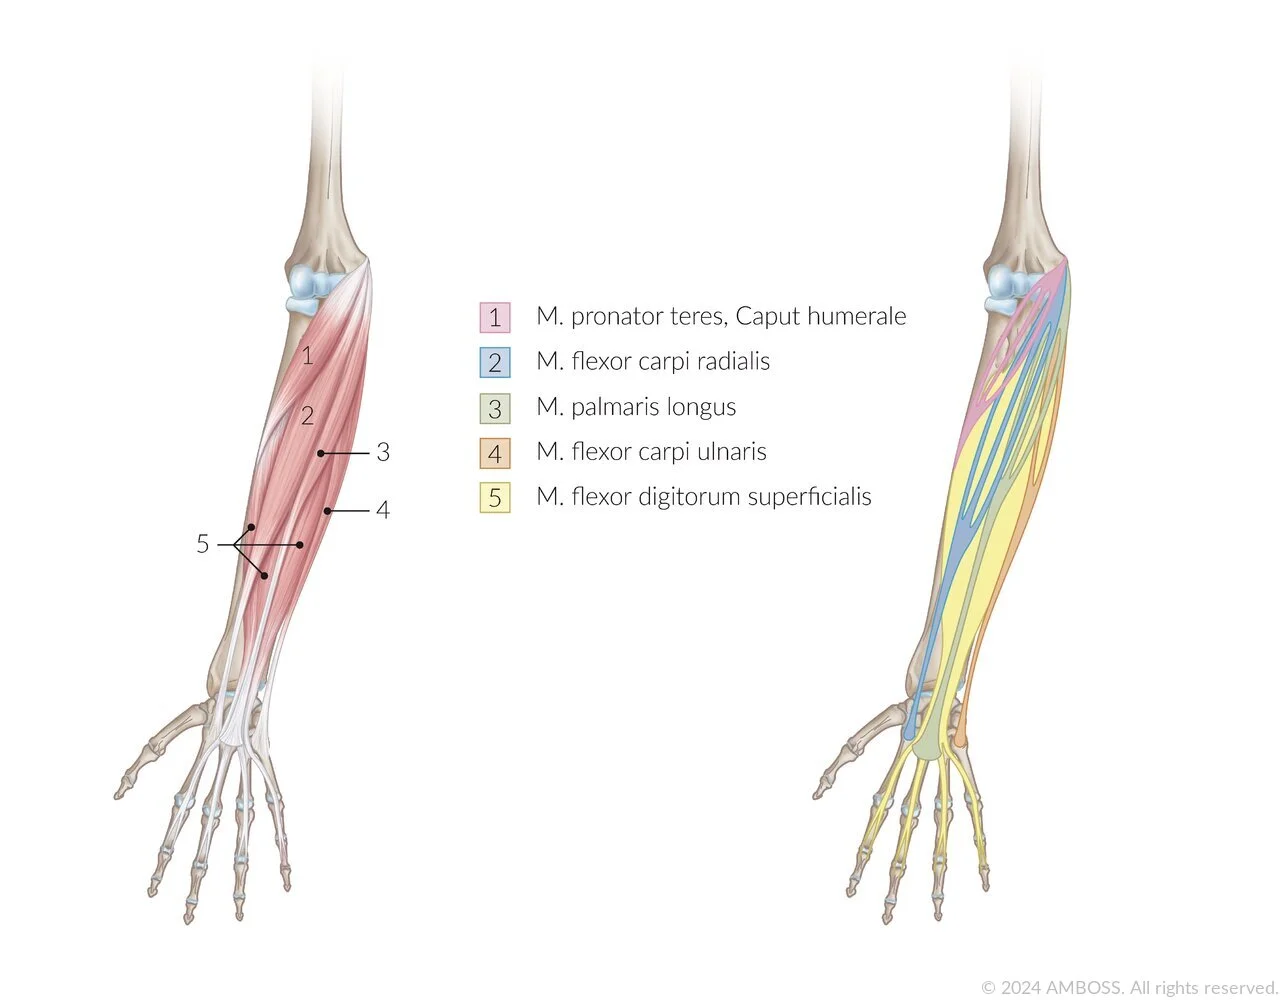 1
2
3
4
5
1 M. pronator teres, Caput humerale
2 M. flexor carpi radialis
3 M. palmaris longus
4 M. flexor carpi ulnaris
5 M. flexor digitorum superficialis
© 2024 AMBOSS. All rights reserved.